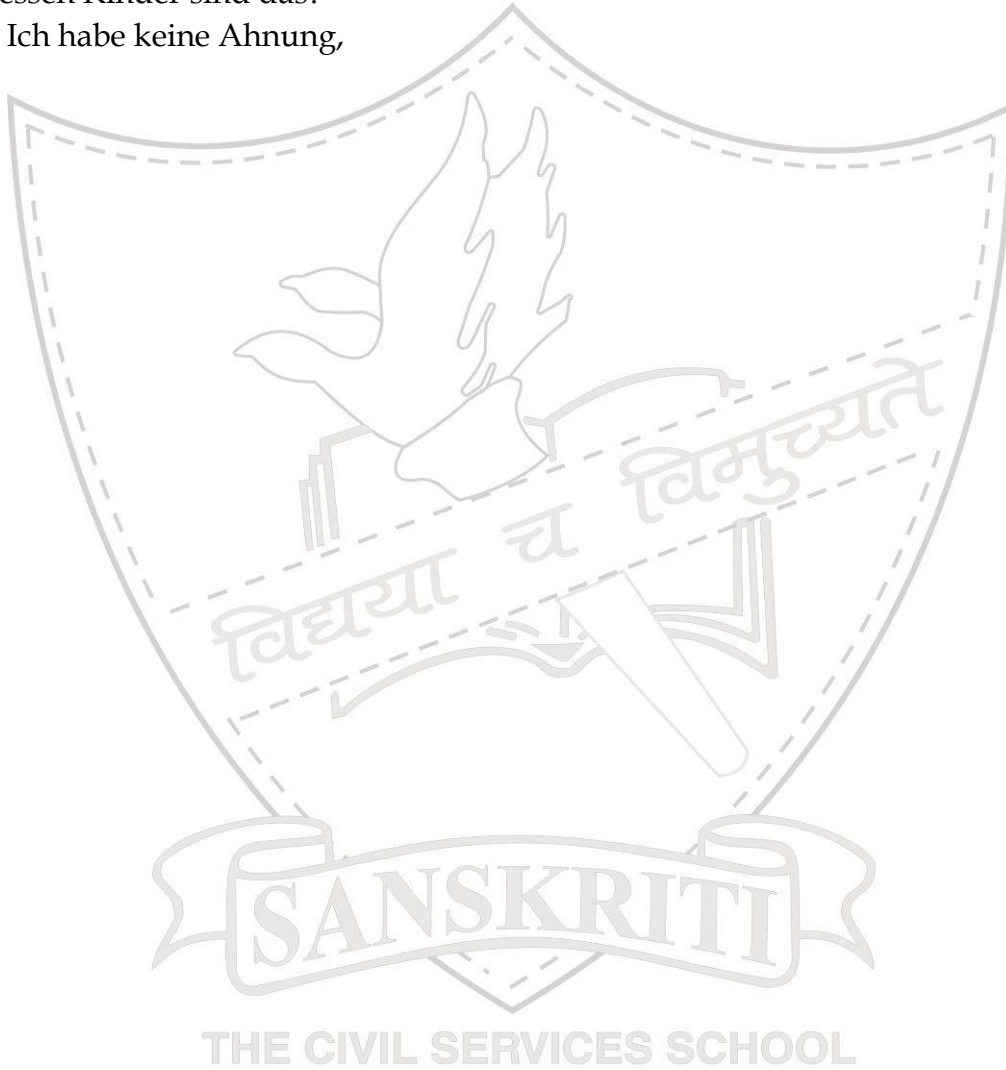 essen Kinder sind das?
Ich habe keine Ahnung,
विद्यया च विमुच्यते
SANSKRITI
THE CIVIL SERVICES SCHOOL